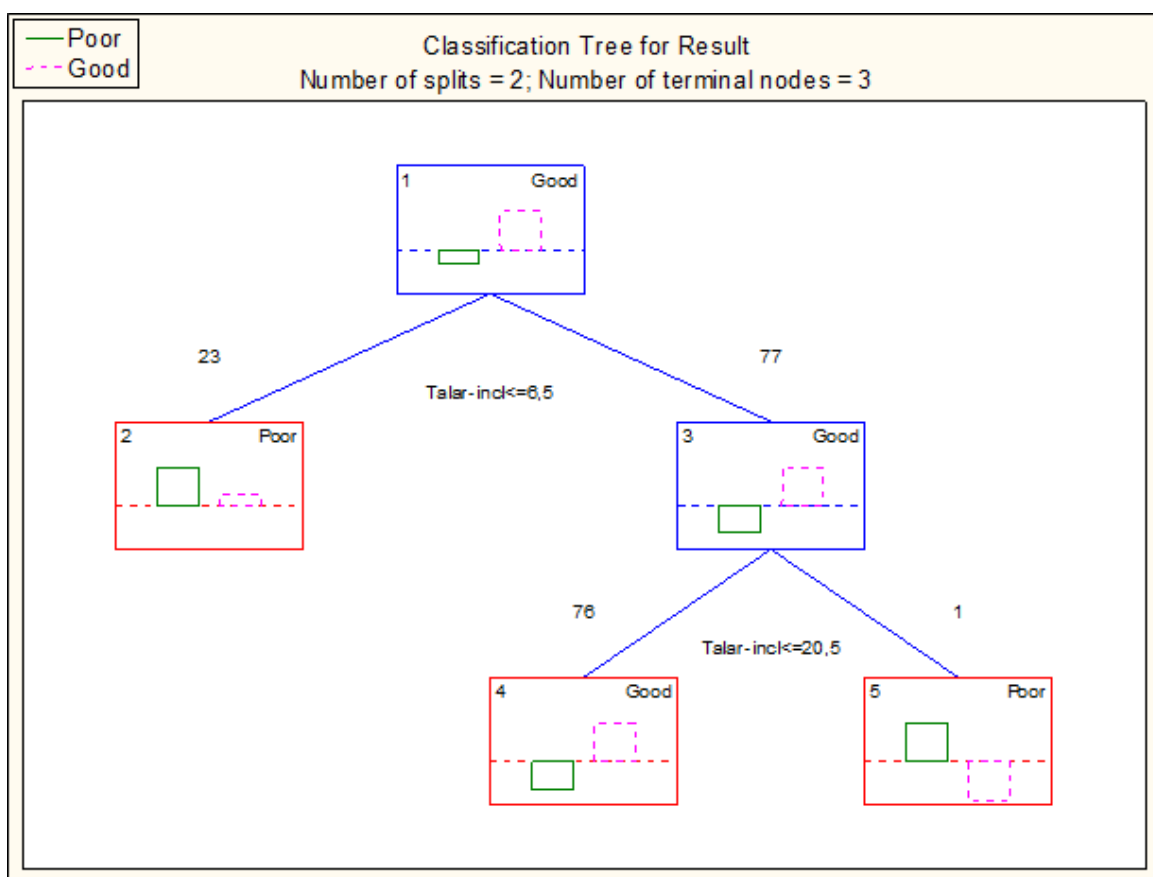 Poor
Good
Classification Tree for Result
Number of splits = 2; Number of terminal nodes = 3
1 Good
23 77
Talar-incl<=6,5
2 Poor
3 Good
76 1
Talar-incl<=20,5
4 Good
5 Poor